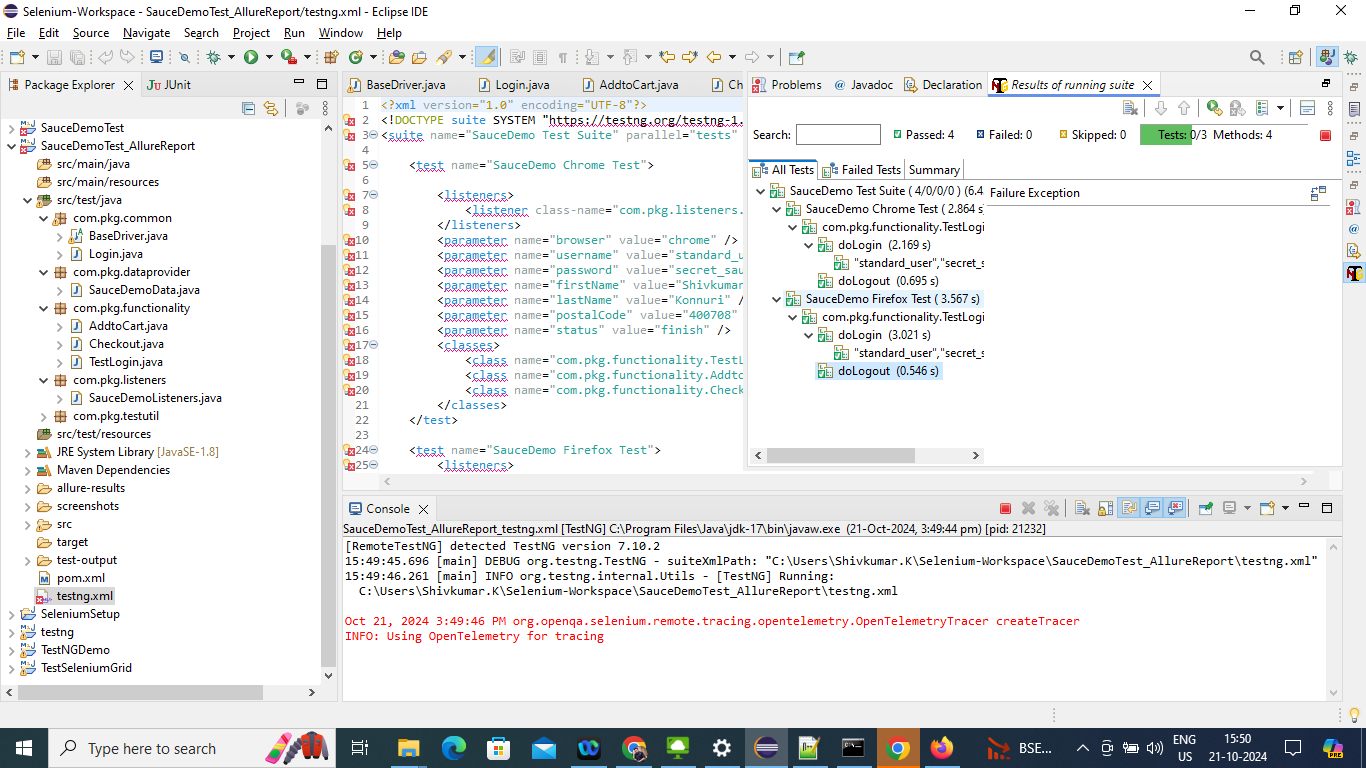 Selenium-Workspace - SauceDemoTest_AllureReport/testng.xml - Eclipse IDE
File Edit Source Navigate Search Project Run Window Help
Package Explorer JUnit
SauceDemoTest
SauceDemoTest_AllureReport
src/main/java
src/main/resources
src/test/java
com.pkg.common
BaseDriver.java
Login.java
com.pkg.dataprovider
SauceDemoData.java
com.pkg.functionality
AddtoCart.java
Checkout.java
TestLogin.java
com.pkg.listeners
SauceDemoListeners.java
com.pkg.testutil
src/test/resources
JRE System Library [JavaSE-1.8]
Maven Dependencies
allure-results
screenshots
src
target
test-output
pom.xml
testng.xml
SeleniumSetup
testng
TestNGDemo
TestSeleniumGrid
BaseDriver.java Login.java AddtoCart.java Ch
1 <?xml version="1.0" encoding="UTF-8"?>
2 <!DOCTYPE suite SYSTEM "https://testng.org/testng-1.
3 <suite name="SauceDemo Test Suite" parallel="tests"
4
5 <test name="SauceDemo Chrome Test">
6
7 <listeners>
8 <listener class-name="com.pkg.listeners.
9 </listeners>
10 <parameter name="browser" value="chrome" />
11 <parameter name="username" value="standard_u
12 <parameter name="password" value="secret_sau
13 <parameter name="firstName" value="Shivkumar
14 <parameter name="lastName" value="Konnuri" /
15 <parameter name="postalCode" value="400708"
16 <parameter name="status" value="finish" />
17 <classes>
18 <class name="com.pkg.functionality.TestL
19 <class name="com.pkg.functionality.Addto
20 <class name="com.pkg.functionality.Check
21 </classes>
22 </test>
23
24 <test name="SauceDemo Firefox Test">
25 <listeners>
Problems @ Javadoc Declaration Results of running suite
Search: Passed: 4 Failed: 0 Skipped: 0 Tests: 0/3 Methods: 4
All Tests Failed Tests Summary
SauceDemo Test Suite ( 4/0/0/0 ) (6.4
SauceDemo Chrome Test ( 2.864 s
com.pkg.functionality.TestLogi
doLogin (2.169 s)
"standard_user","secret_s
doLogout (0.695 s)
SauceDemo Firefox Test ( 3.567 s)
com.pkg.functionality.TestLogi
doLogin (3.021 s)
"standard_user","secret_s
doLogout (0.546 s)
Failure Exception
Console
SauceDemoTest_AllureReport_testng.xml [TestNG] C:\Program Files\Java\jdk-17\bin\javaw.exe (21-Oct-2024, 3:49:44 pm) [pid: 21232]
[RemoteTestNG] detected TestNG version 7.10.2
15:49:45.696 [main] DEBUG org.testng.TestNG - suiteXmlPath: "C:\Users\Shivkumar.K\Selenium-Workspace\SauceDemoTest_AllureReport\testng.xml"
15:49:46.261 [main] INFO org.testng.internal.Utils - [TestNG] Running:
C:\Users\Shivkumar.K\Selenium-Workspace\SauceDemoTest_AllureReport\testng.xml
Oct 21, 2024 3:49:46 PM org.openqa.selenium.remote.tracing.opentelemetry.OpenTelemetryTracer createTracer
INFO: Using OpenTelemetry for tracing
Type here to search
BSE...
ENG
US
15:50
21-10-2024